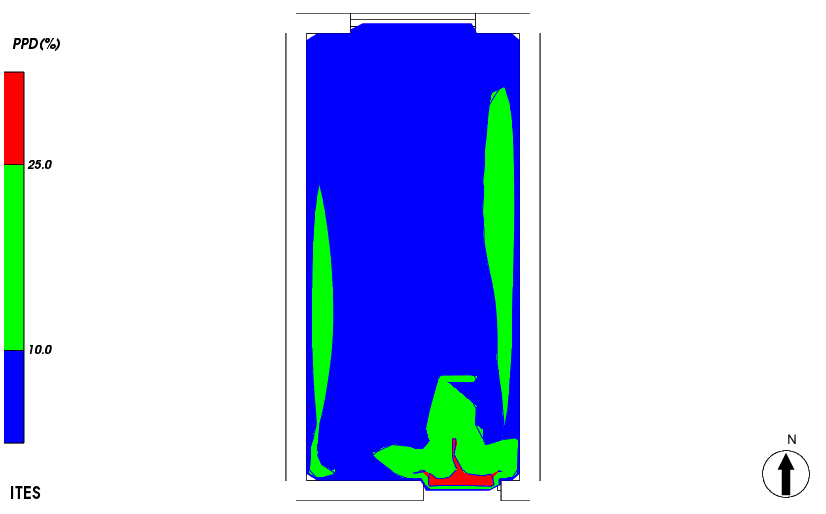 PPD(%)
25.0
10.0
N
ITES